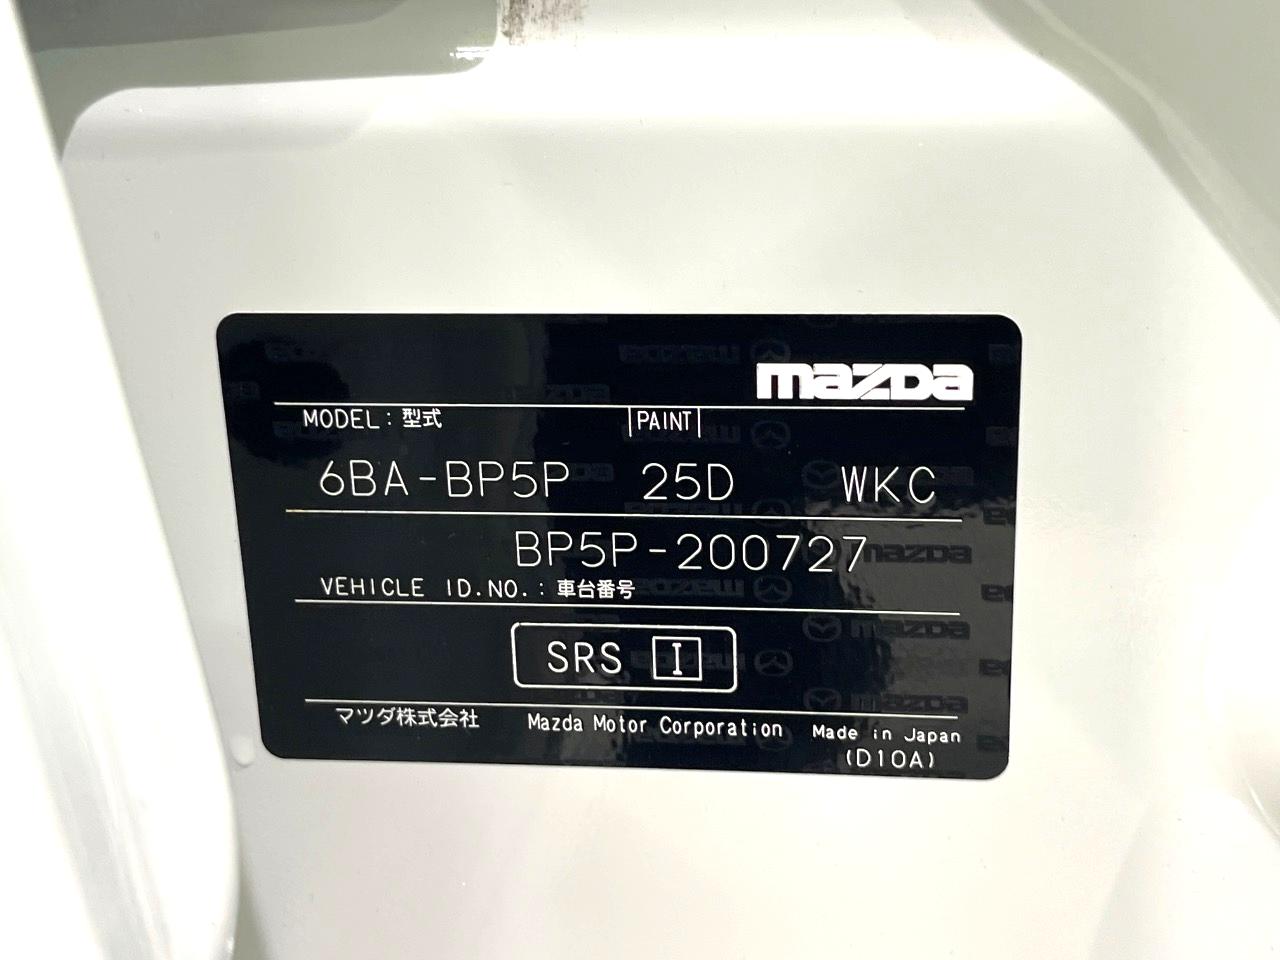 mazda
MODEL : 型式 PAINT
6BA-BP5P 25D WKC
BP5P-200727
VEHICLE ID.NO. : 車台番号
SRS I
マツダ株式会社 Mazda Motor Corporation Made in Japan
(D10A)